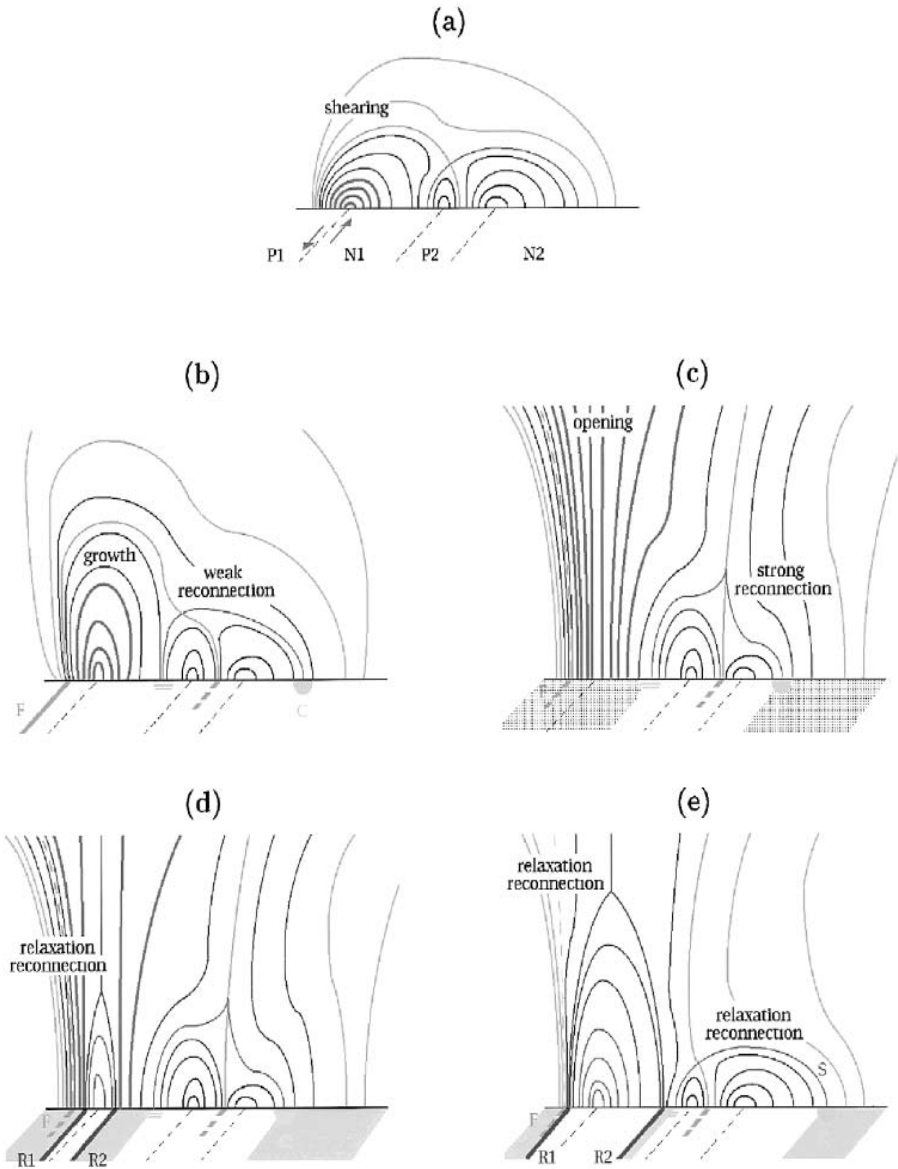 (a)
shearing
P1 N1 P2 N2
(b)
growth
weak
reconnection
F
C
(c)
opening
strong
reconnection
F
(d)
relaxation
reconnection
F
R1 R2
(e)
relaxation
reconnection
relaxation
reconnection
S
F
R1 R2